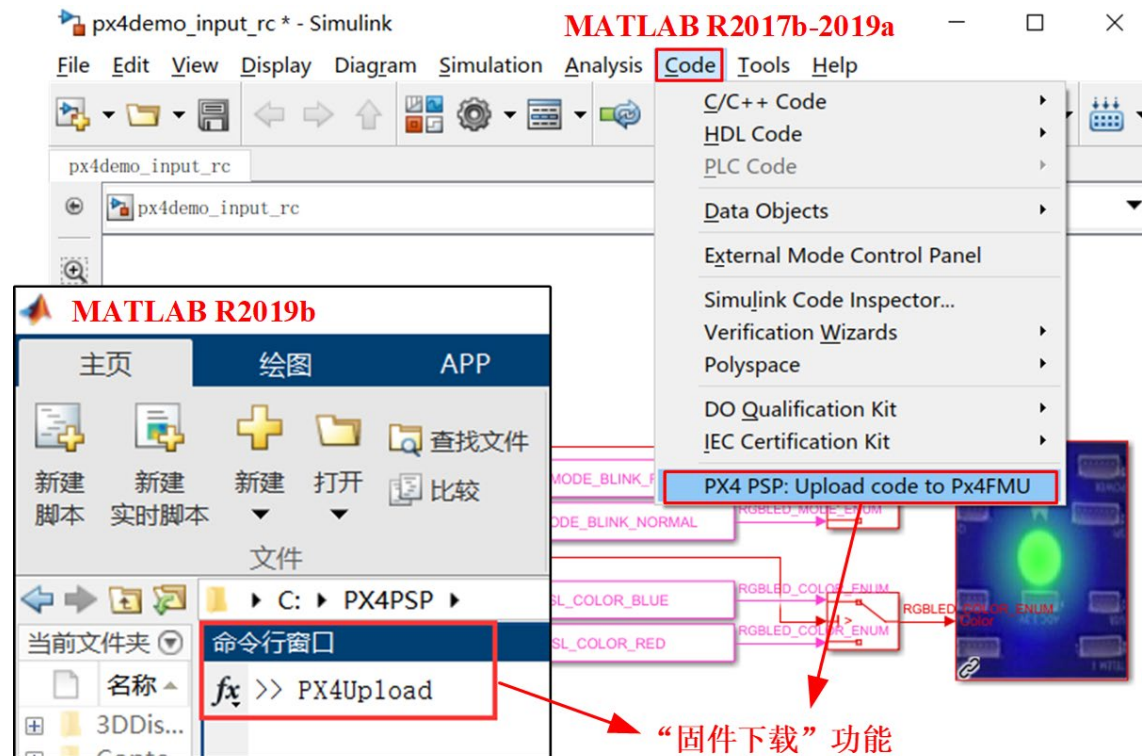 px4demo_input_rc * - Simulink
MATLAB R2017b-2019a
File Edit View Display Diagram Simulation Analysis Code Tools Help
px4demo_input_rc
px4demo_input_rc
C/C++ Code
HDL Code
PLC Code
Data Objects
External Mode Control Panel
Simulink Code Inspector...
Verification Wizards
Polyspace
DO Qualification Kit
IEC Certification Kit
PX4 PSP: Upload code to Px4FMU
MODE_BLINK_F
ODE_BLINK_NORMAL
RGBLED_MODE_ENUM
SL_COLOR_BLUE
RGBLED_COLOR_ENUM
SL_COLOR_RED
RGBLED_COLOR_ENUM
RGBLED_COLOR_ENUM
Color
MATLAB R2019b
主页 绘图 APP
新建脚本
新建实时脚本
新建
打开
查找文件
比较
文件
C: PX4PSP
当前文件夹
命令行窗口
名称
fx >> PX4Upload
3DDis...
“固件下载”功能